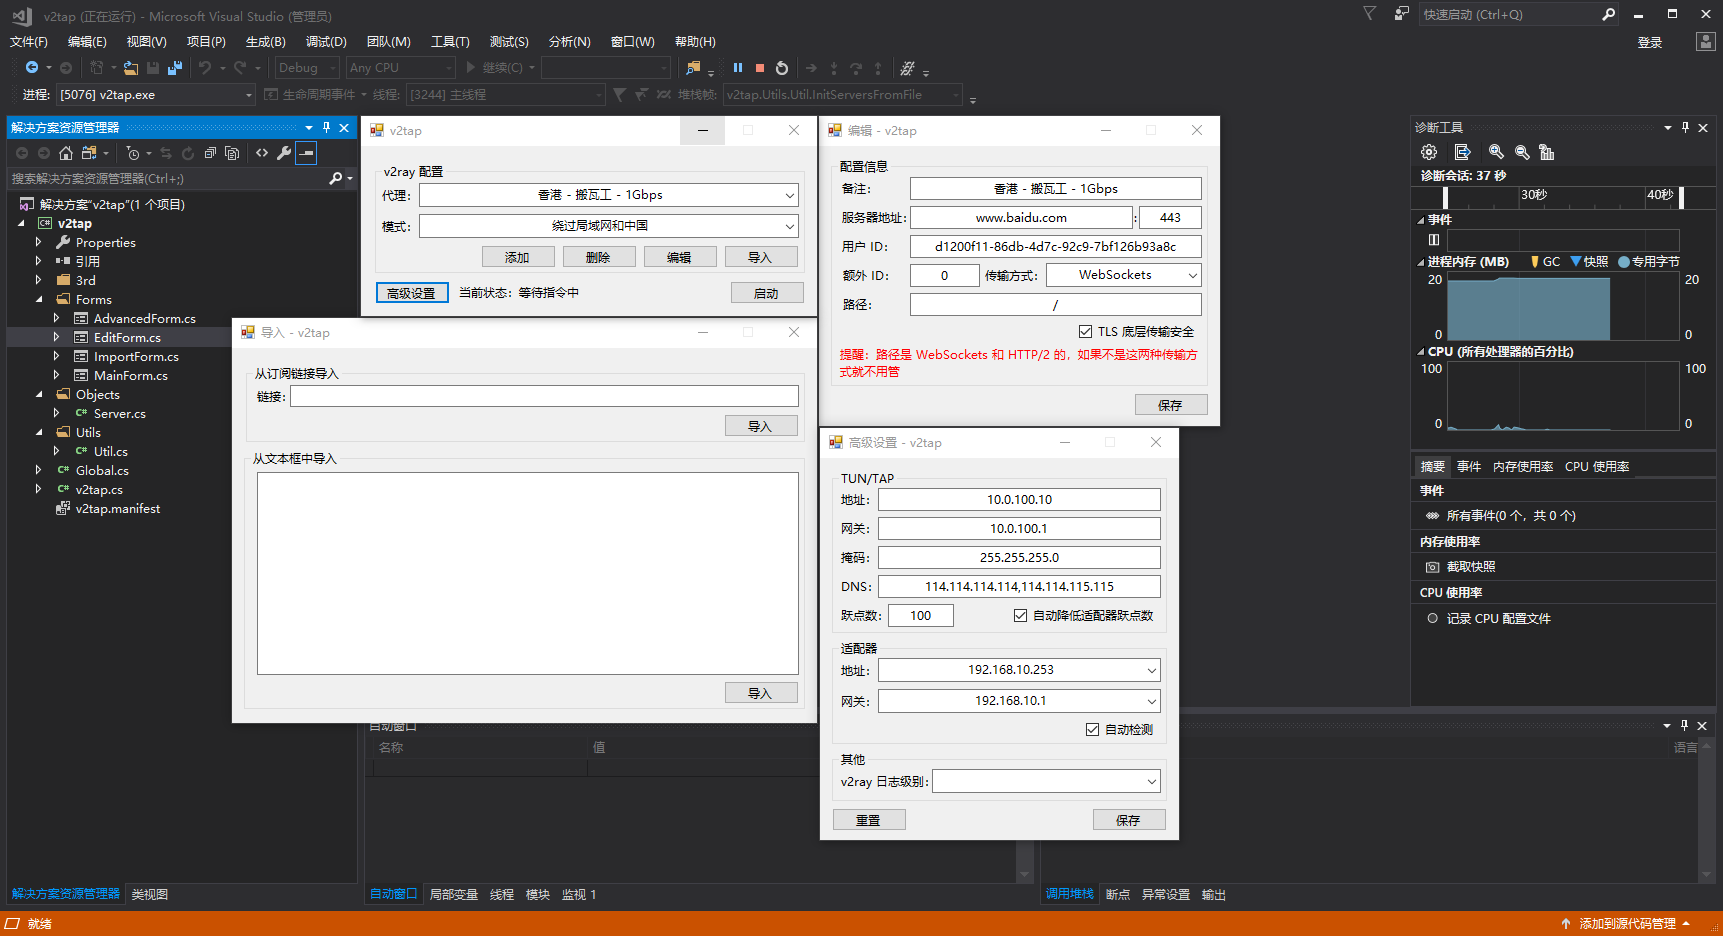 v2tap (正在运行) - Microsoft Visual Studio (管理员)
快速启动 (Ctrl+Q)
文件(F) 编辑(E) 视图(V) 项目(P) 生成(B) 调试(D) 团队(M) 工具(T) 测试(S) 分析(N) 窗口(W) 帮助(H)
登录
Debug Any CPU 继续(C)
进程: [5076] v2tap.exe 生命周期事件 线程: [3244] 主线程 堆栈帧: v2tap.Utils.Util.InitServersFromFile
解决方案资源管理器
搜索解决方案资源管理器(Ctrl+;)
解决方案"v2tap"(1 个项目)
C# v2tap
Properties
引用
3rd
Forms
AdvancedForm.cs
EditForm.cs
ImportForm.cs
MainForm.cs
Objects
C# Server.cs
Utils
C# Util.cs
C# Global.cs
C# v2tap.cs
v2tap.manifest
解决方案资源管理器 类视图
v2tap
v2ray 配置
代理: 香港 - 搬瓦工 - 1Gbps
模式: 绕过局域网和中国
添加 删除 编辑 导入
高级设置 当前状态: 等待指令中 启动
导入 - v2tap
从订阅链接导入
链接:
导入
从文本框中导入
导入
编辑 - v2tap
配置信息
备注: 香港 - 搬瓦工 - 1Gbps
服务器地址: www.baidu.com : 443
用户 ID: d1200f11-86db-4d7c-92c9-7bf126b93a8c
额外 ID: 0 传输方式: WebSockets
路径: /
TLS 底层传输安全
提醒: 路径是 WebSockets 和 HTTP/2 的, 如果不是这两种传输方
式就不用管
保存
高级设置 - v2tap
TUN/TAP
地址: 10.0.100.10
网关: 10.0.100.1
掩码: 255.255.255.0
DNS: 114.114.114.114,114.114.115.115
跃点数: 100 自动降低适配器跃点数
适配器
地址: 192.168.10.253
网关: 192.168.10.1
自动检测
其他
v2ray 日志级别:
重置 保存
诊断工具
诊断会话: 37 秒
30秒 40秒
事件
进程内存 (MB) GC 快照 专用字节
20 20
0 0
CPU (所有处理器的百分比)
100 100
0 0
摘要 事件 内存使用率 CPU 使用率
事件
所有事件(0 个, 共 0 个)
内存使用率
截取快照
CPU 使用率
记录 CPU 配置文件
自动窗口
名称 值
语言
自动窗口 局部变量 线程 模块 监视 1
调用堆栈 断点 异常设置 输出
就绪
添加到源代码管理